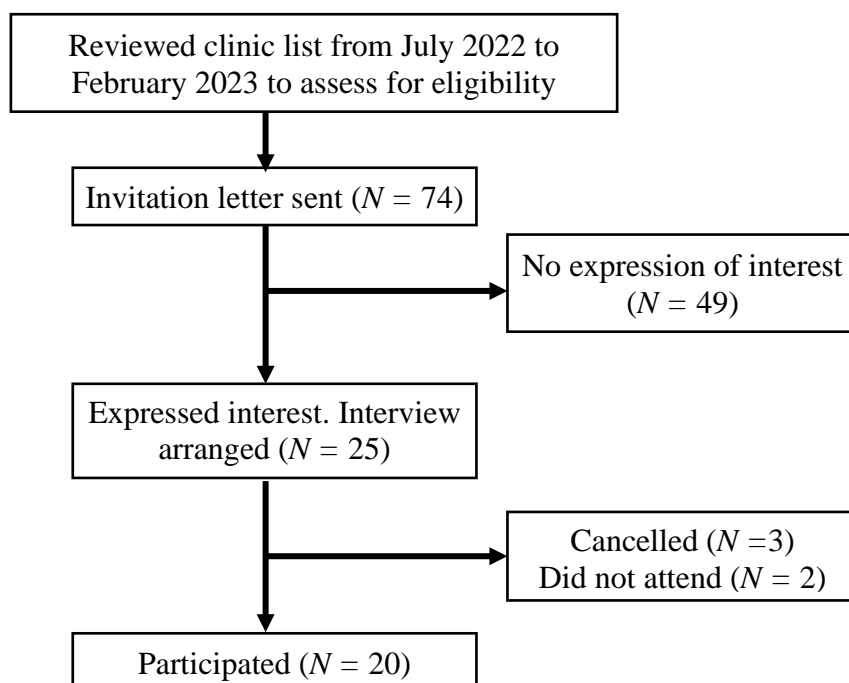 Reviewed clinic list from July 2022 to
February 2023 to assess for eligibility
Invitation letter sent (N = 74)
No expression of interest
(N = 49)
Expressed interest. Interview
arranged (N = 25)
Cancelled (N =3)
Did not attend (N = 2)
Participated (N = 20)